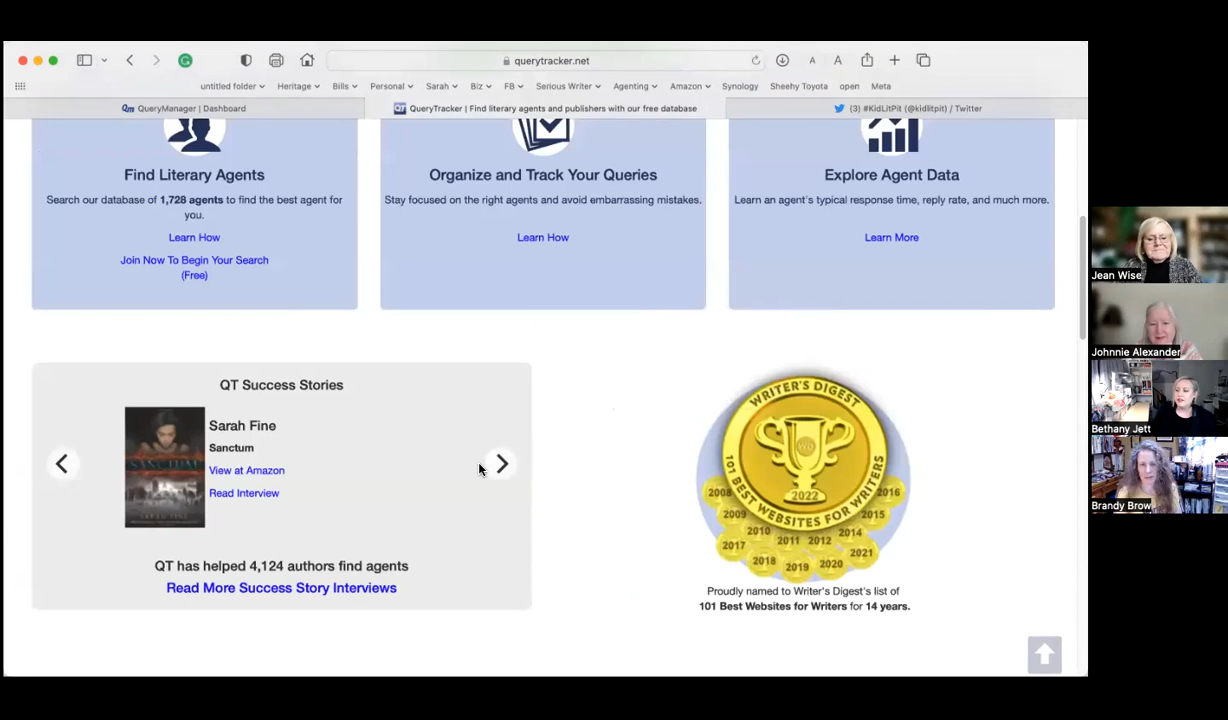 querytracker.net
A
A
untitled folder
Heritage
Bills
Personal
Sarah
Biz
FB
Serious Writer
Agenting
Amazon
Synology
Sheehy Toyota
open
Meta
Qm QueryManager | Dashboard
QT QueryTracker | Find literary agents and publishers with our free database
(3) #KidLitPit (@kidlitpit) / Twitter
Find Literary Agents
Search our database of 1,728 agents to find the best agent for
you.
Learn How
Join Now To Begin Your Search
(Free)
Organize and Track Your Queries
Stay focused on the right agents and avoid embarrassing mistakes.
Learn How
Explore Agent Data
Learn an agent's typical response time, reply rate, and much more.
Learn More
QT Success Stories
SANCTUM
Sarah Fine
Sanctum
View at Amazon
Read Interview
QT has helped 4,124 authors find agents
Read More Success Story Interviews
WRITER'S DIGEST
101 BEST WEBSITES FOR WRITERS
WD
2022
2008
2009
2010
2011
2012
2014
2015
2016
2017
2018
2019
2020
2021
Proudly named to Writer's Digest's list of
101 Best Websites for Writers for 14 years.
Jean Wise
Johnnie Alexander
Bethany Jett
Brandy Brow